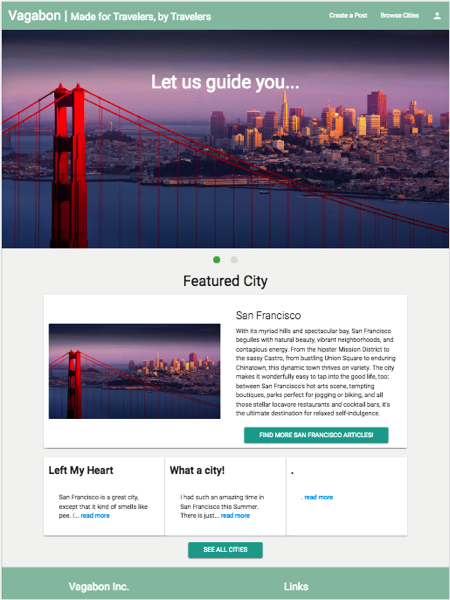 Vagabon | Made for Travelers, by Travelers
Create a Post
Browse Cities
Let us guide you...
Featured City
San Francisco
With its myriad hills and spectacular bay, San Francisco
beguiles with natural beauty, vibrant neighborhoods, and
contagious energy. From the hipster Mission District to
the sassy Castro, from bustling Union Square to enduring
Chinatown, this dynamic town thrives on variety. The city
makes it wonderfully easy to tap into the good life, too:
between San Francisco's hot arts scene, tempting
boutiques, parks perfect for jogging or biking, and all
those stellar locavore restaurants and cocktail bars, it's
the ultimate destination for relaxed self-indulgence.
FIND MORE SAN FRANCISCO ARTICLES!
Left My Heart
San Francisco is a great city,
except that it kind of smells like
pee. I... read more
What a city!
I had such an amazing time in
San Francisco this Summer.
There is just... read more
.
. read more
SEE ALL CITIES
Vagabon Inc.
Links